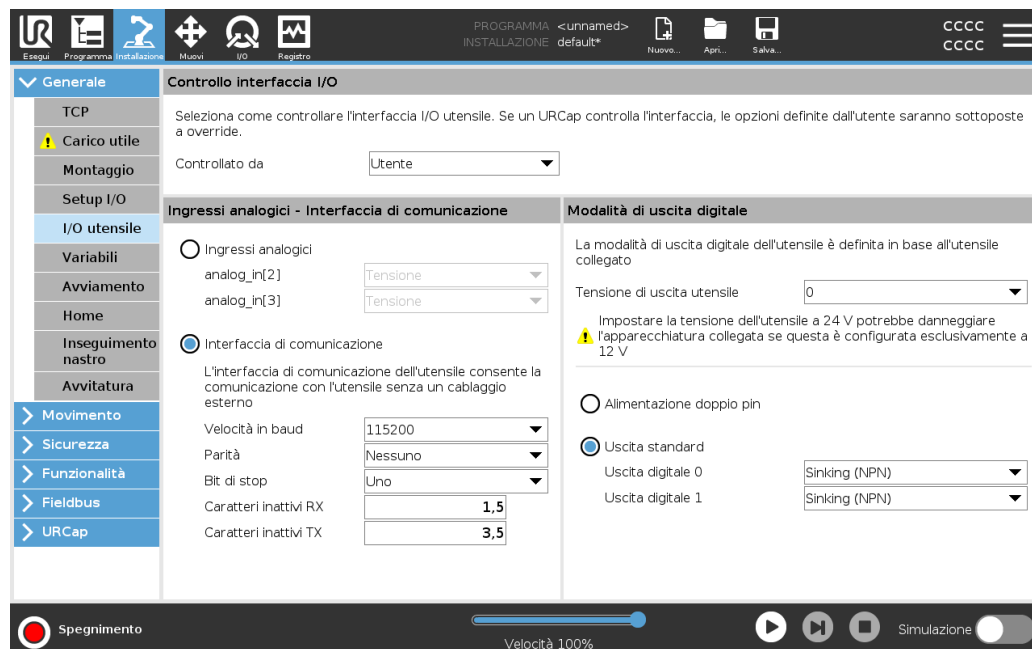 UR
PROGRAMMA <unnamed>
INSTALLAZIONE default*
CCCC
CCCC
Esegui Programma Installazione Muovi I/O Registro Nuovo... Apri... Salva...
Generale
TCP
Carico utile
Montaggio
Setup I/O
I/O utensile
Variabili
Avviamento
Home
Inseguimento
nastro
Avvitatura
Movimento
Sicurezza
Funzionalità
Fieldbus
URCap
Controllo interfaccia I/O
Seleziona come controllare l'interfaccia I/O utensile. Se un URCap controlla l'interfaccia, le opzioni definite dall'utente saranno sottoposte
a override.
Controllato da Utente
Ingressi analogici - Interfaccia di comunicazione
Ingressi analogici
analog_in[2] Tensione
analog_in[3] Tensione
Interfaccia di comunicazione
L'interfaccia di comunicazione dell'utensile consente la
comunicazione con l'utensile senza un cablaggio
esterno
Velocità in baud 115200
Parità Nessuno
Bit di stop Uno
Caratteri inattivi RX 1,5
Caratteri inattivi TX 3,5
Modalità di uscita digitale
La modalità di uscita digitale dell'utensile è definita in base all'utensile
collegato
Tensione di uscita utensile 0
Impostare la tensione dell'utensile a 24 V potrebbe danneggiare
l'apparecchiatura collegata se questa è configurata esclusivamente a
12 V
Alimentazione doppio pin
Uscita standard
Uscita digitale 0 Sinking (NPN)
Uscita digitale 1 Sinking (NPN)
Spegnimento
Velocità 100%
Simulazione